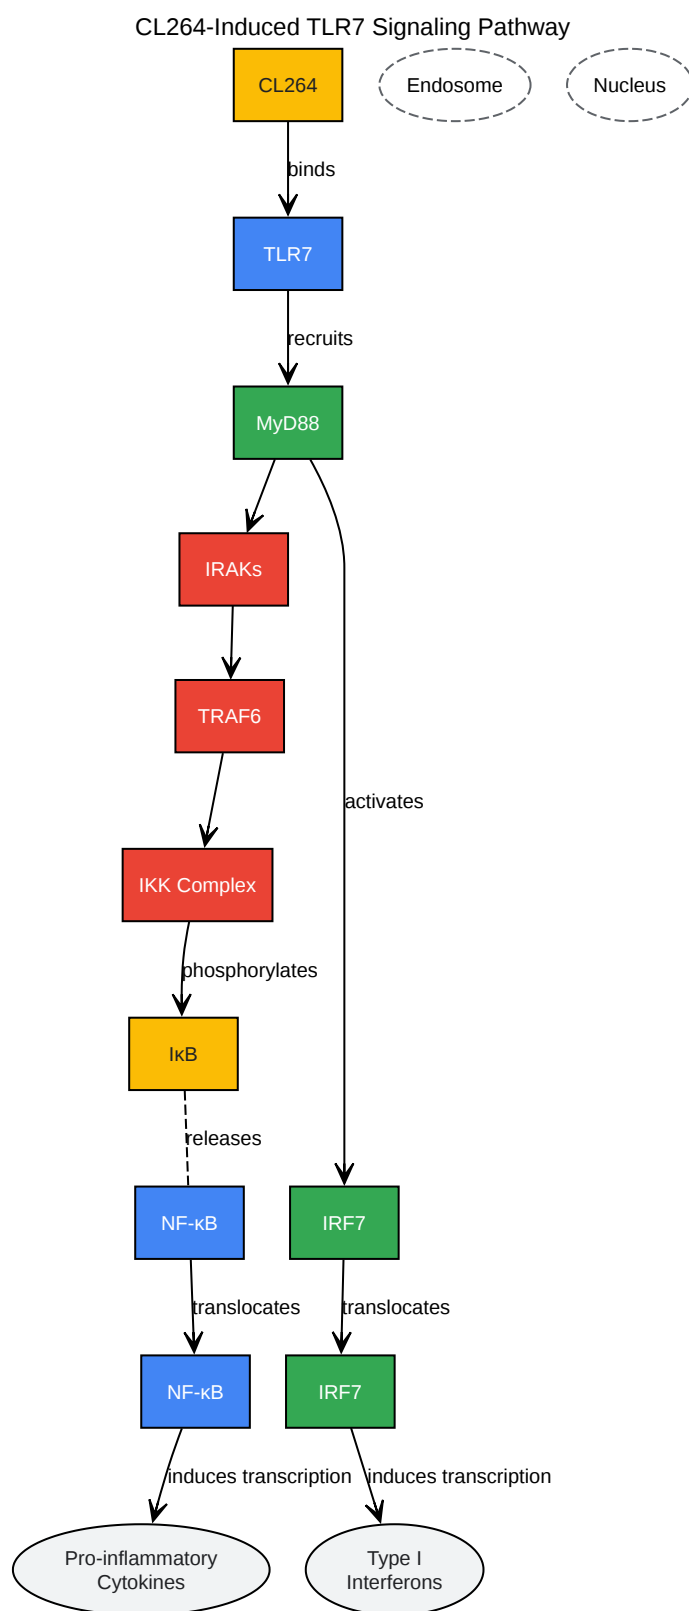 CL264-Induced TLR7 Signaling Pathway
CL264
Endosome
Nucleus
binds
TLR7
recruits
MyD88
IRAKs
TRAF6
activates
IKK Complex
phosphorylates
IκB
releases
NF-κB
IRF7
translocates
translocates
NF-κB
IRF7
induces transcription
induces transcription
Pro-inflammatory
Cytokines
Type I
Interferons